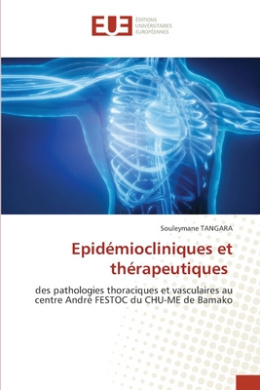 EUE
ÉDITIONS
UNIVERSITAIRES
EUROPÉENNES
Souleymane TANGARA
Epidémiocliniques et
thérapeutiques
des pathologies thoraciques et vasculaires au
centre André FESTOC du CHU-ME de Bamako